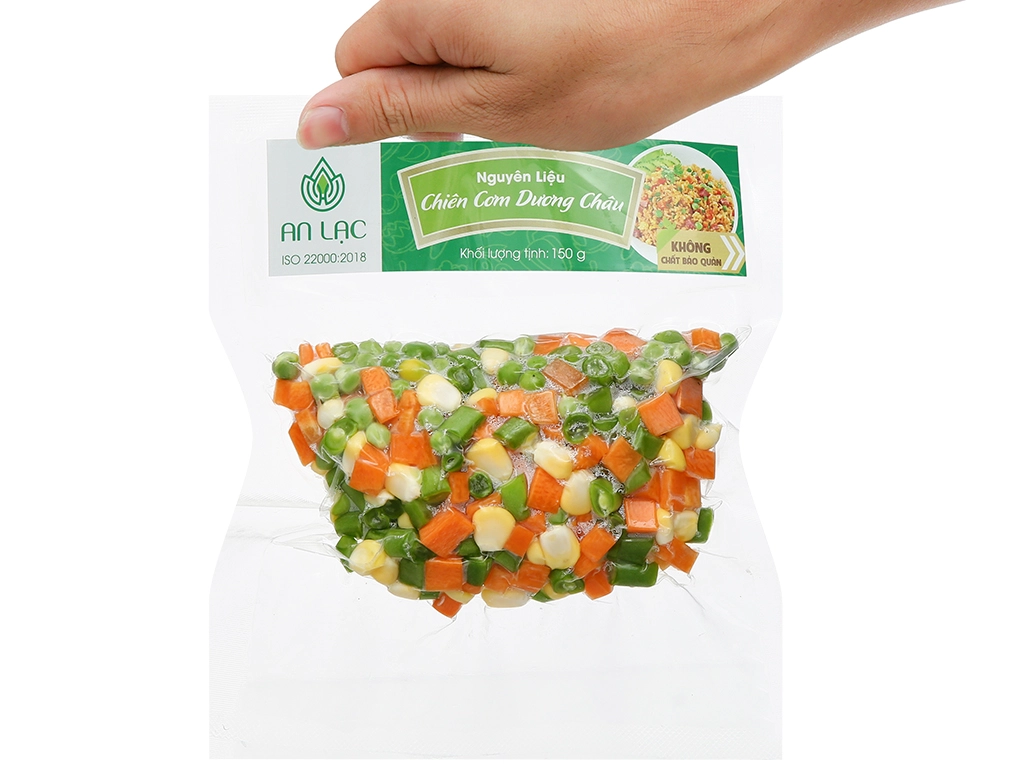 AN LẠC
ISO 22000:2018
Nguyên Liệu
Chiên Cơm Dương Châu
Khối lượng tịnh: 150 g
KHÔNG
CHẤT BẢO QUẢN